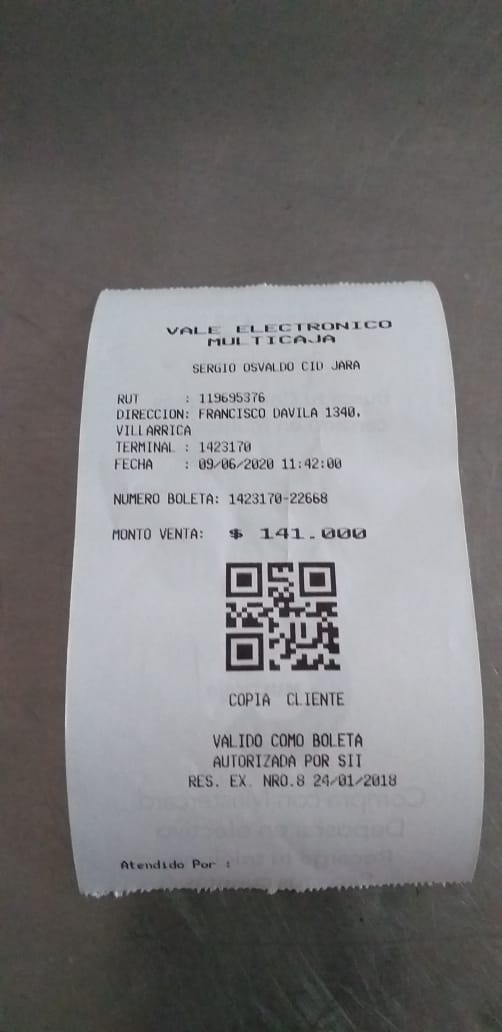 VALE ELECTRONICO
MULTICAJA
SERGIO OSVALDO CID JARA
RUT : 119695376
DIRECCION: FRANCISCO DAVILA 1340,
VILLARRICA
TERMINAL : 1423170
FECHA : 09/06/2020 11:42:00
NUMERO BOLETA: 1423170-22668
MONTO VENTA: $ 141.000
COPIA CLIENTE
VALIDO COMO BOLETA
AUTORIZADA POR SII
RES. EX. NRO.8 24/01/2018
Atendido Por :